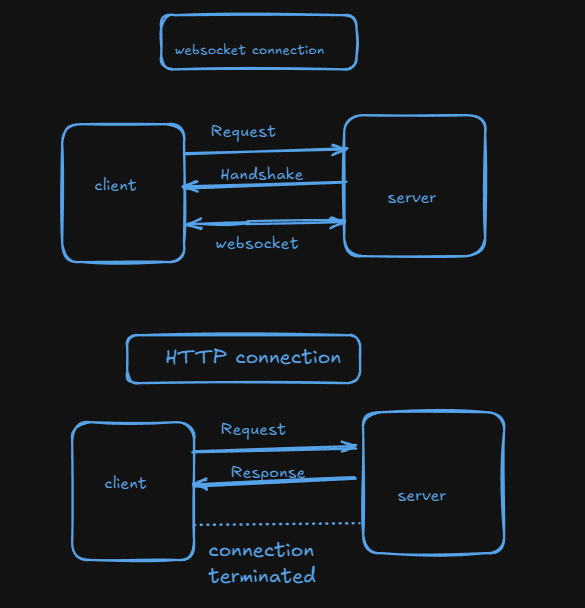 websocket connection
Request
Handshake
client
server
websocket
HTTP connection
Request
Response
client
server
connection
terminated